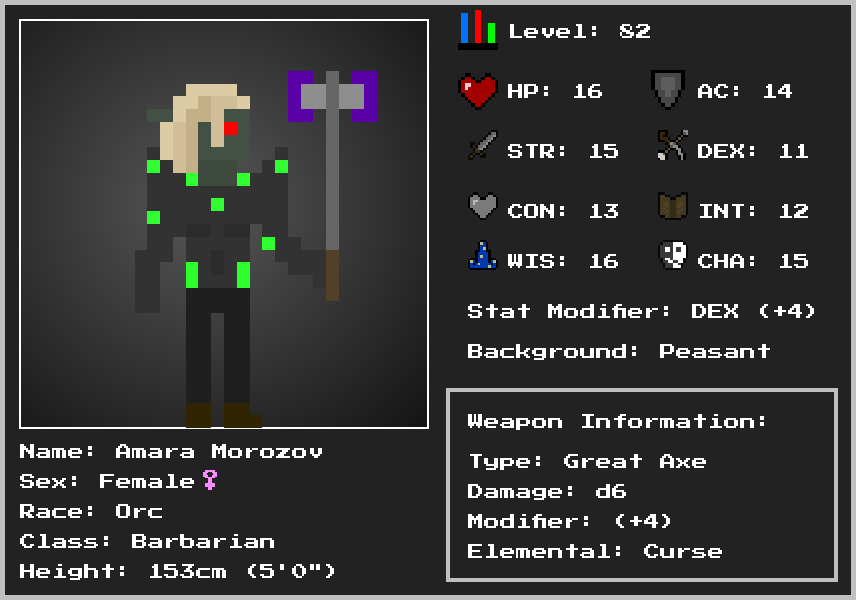 Level: 82
HP: 16
AC: 14
STR: 15
DEX: 11
CON: 13
INT: 12
WIS: 16
CHA: 15
Stat Modifier: DEX (+4)
Background: Peasant
Weapon Information:
Type: Great Axe
Damage: d6
Modifier: (+4)
Elemental: Curse
Name: Amara Morozov
Sex: Female♀
Race: Orc
Class: Barbarian
Height: 153cm (5'0")